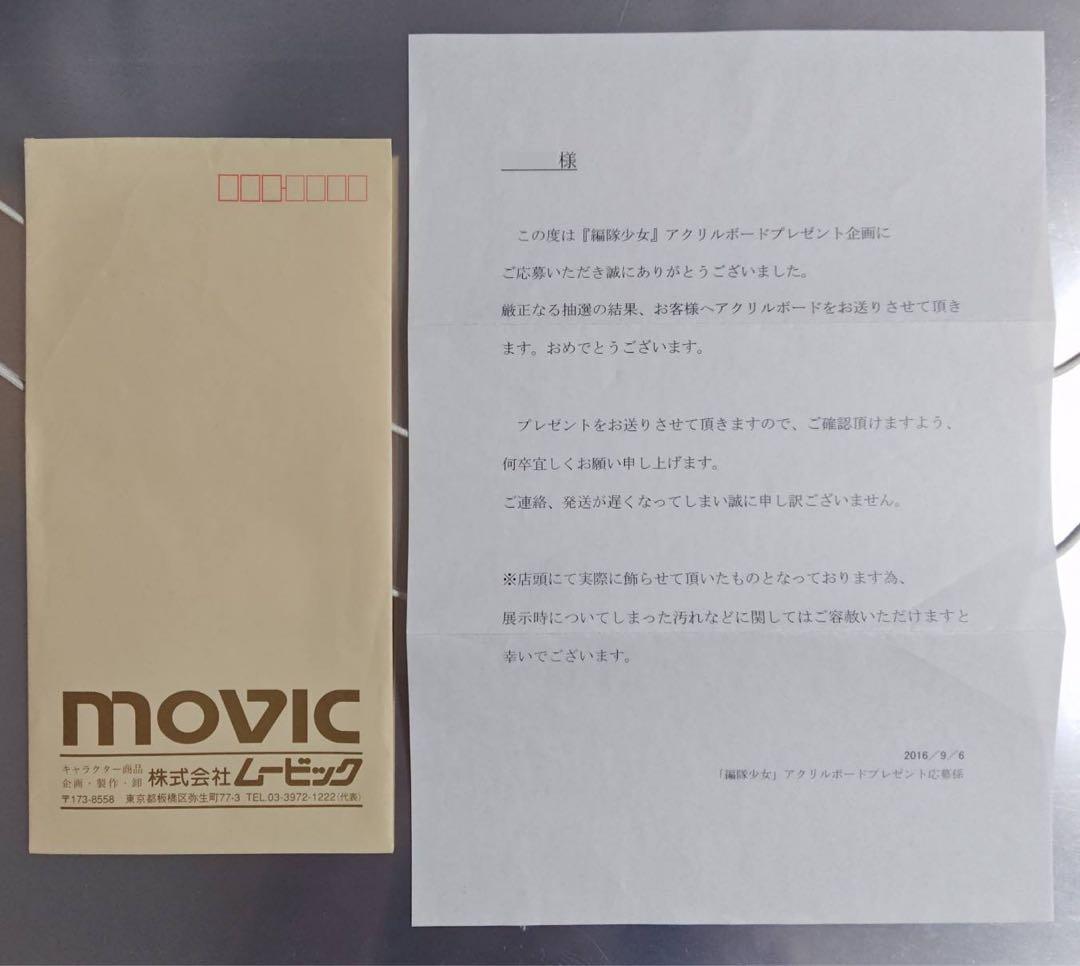 movic
キャラクター商品
企画・製作・卸
株式会社ムービック
〒173-8558 東京都板橋区弥生町77-3 TEL.03-3972-1222(代表)
様
この度は『編隊少女』アクリルボードプレゼント企画に
ご応募いただき誠にありがとうございました。
厳正なる抽選の結果、お客様へアクリルボードをお送りさせて頂き
ます。おめでとうございます。
プレゼントをお送りさせて頂きますので、ご確認頂けますよう、
何卒宜しくお願い申し上げます。
ご連絡、発送が遅くなってしまい誠に申し訳ございません。
※店頭にて実際に飾らせて頂いたものとなっております為、
展示時についてしまった汚れなどに関してはご容赦いただけますと
幸いでございます。
2016/9/6
「編隊少女」アクリルボードプレゼント応募係